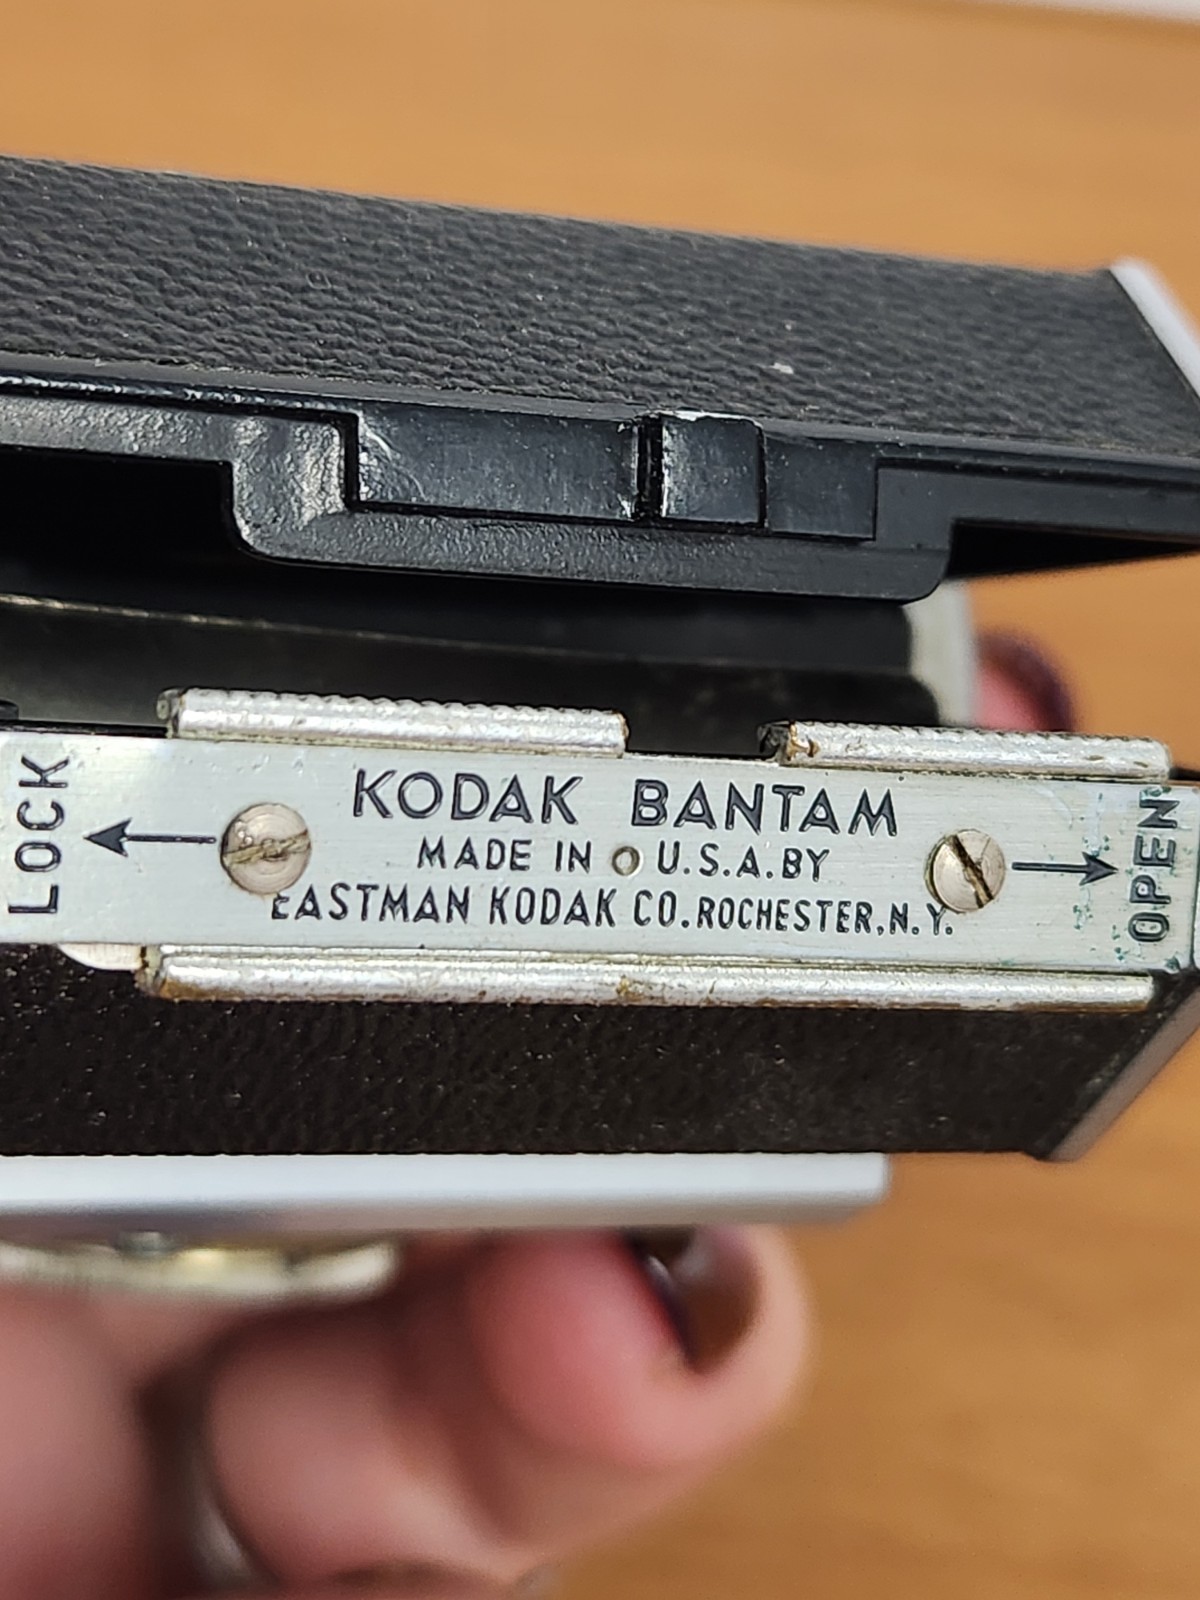 LOCK
KODAK BANTAM
MADE IN U.S.A. BY
EASTMAN KODAK CO. ROCHESTER, N.Y.
OPEN